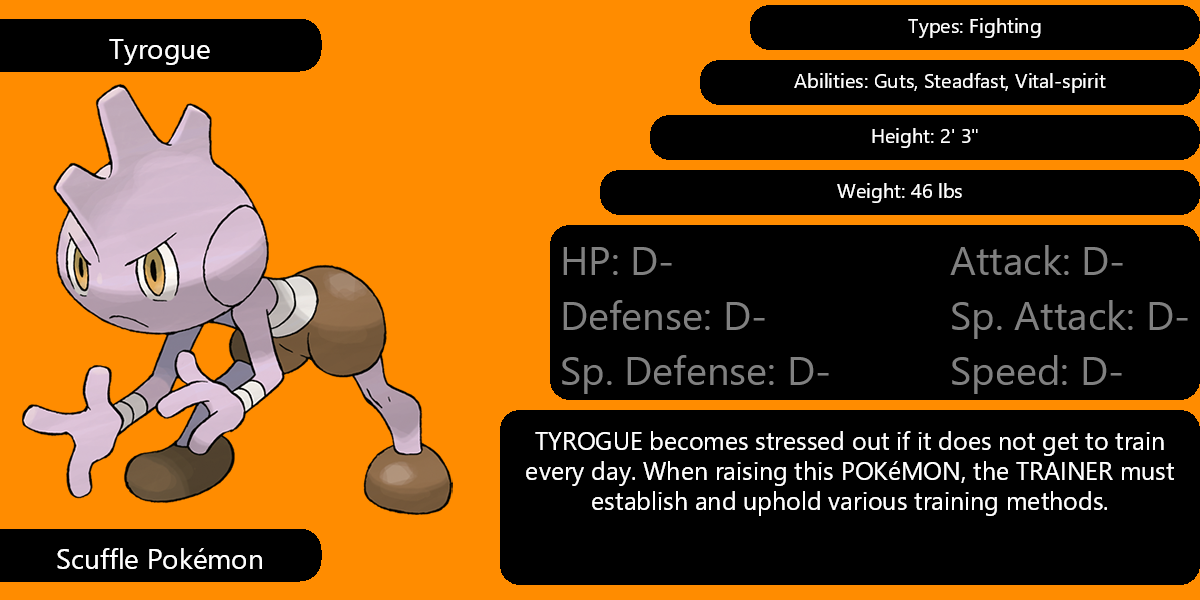 Tyrogue
Types: Fighting
Abilities: Guts, Steadfast, Vital-spirit
Height: 2' 3"
Weight: 46 lbs
HP: D-
Attack: D-
Defense: D-
Sp. Attack: D-
Sp. Defense: D-
Speed: D-
TYROGUE becomes stressed out if it does not get to train
every day. When raising this POKéMON, the TRAINER must
establish and uphold various training methods.
Scuffle Pokémon